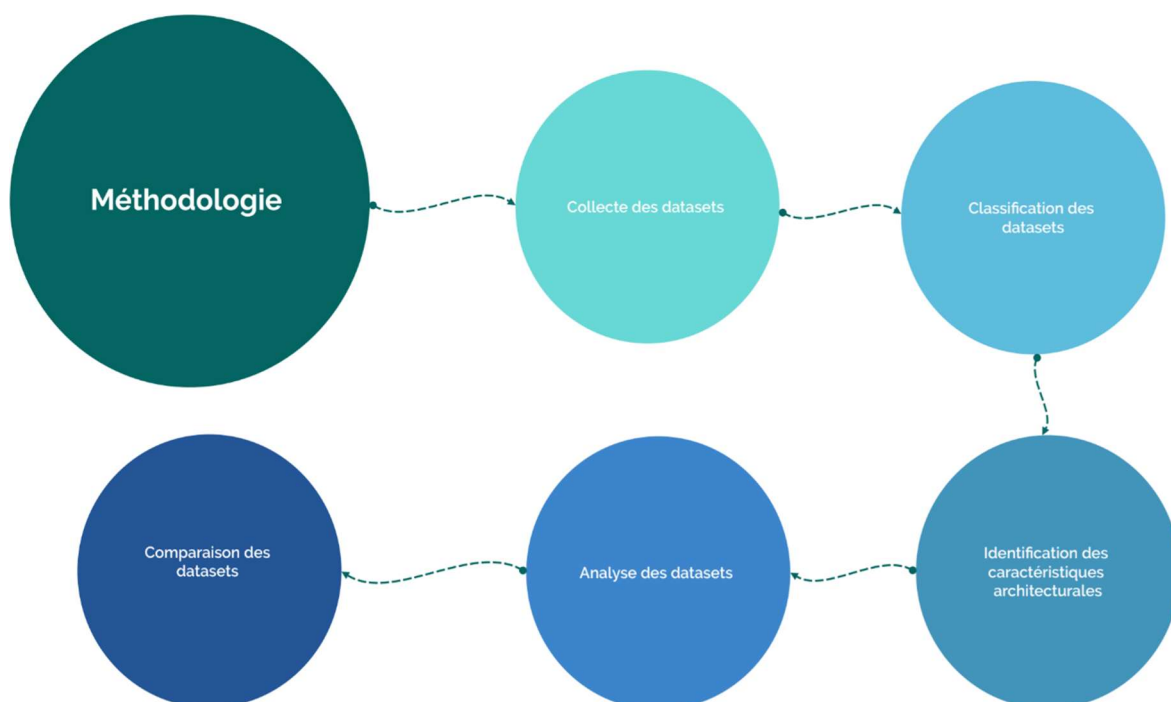 Méthodologie
Collecte des datasets
Classification des
datasets
Identification des
caractéristiques
architecturales
Analyse des datasets
Comparaison des
datasets